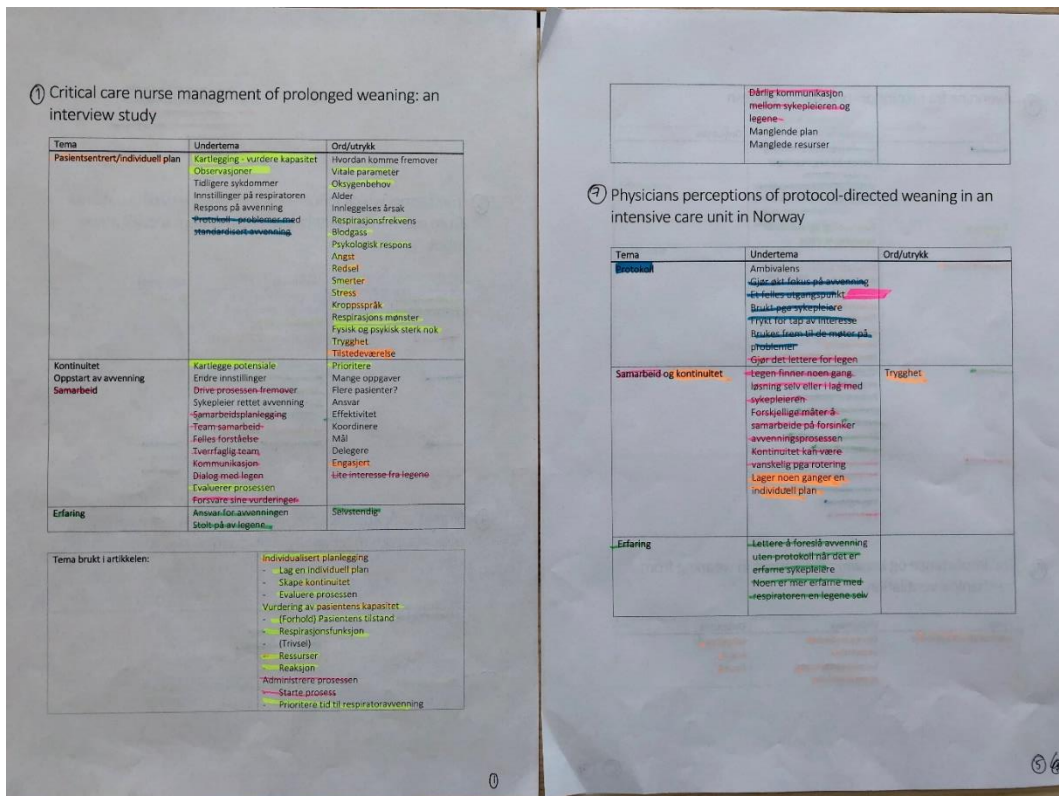 ① Critical care nurse managment of prolonged weaning: an
interview study
Tema Undertema Ord/utrykk
Pasientsentrert/individuell plan Kartlegging - vurdere kapasitet Hvordan komme fremover
Observasjoner Vitale parameter
Tidligere sykdommer Oksygenbehov
Innstillinger på respiratoren Alder
Respons på avvenning Innleggelses årsak
Protokoll - problemer med Respirasjonsfrekvens
standardisert avvenning Blodgass
Psykologisk respons
Angst
Redsel
Smerter
Stress
Kroppsspråk
Respirasjons mønster
Fysisk og psykisk sterk nok
Trygghet
Tilstedeværelse
Kontinuitet Kartlegge potensiale Prioritere
Oppstart av avvenning Endre innstillinger Mange oppgaver
Samarbeid Drive prosessen fremover Flere pasienter?
Sykepleier rettet avvenning Ansvar
Samarbeidsplanlegging Effektivitet
Team samarbeid Koordinere
Felles forståelse Mål
Tverrfaglig team Delegere
Kommunikasjon Engasjert
Dialog med legen Lite interesse fra legene
Evaluerer prosessen
Forsvare sine vurderinger
Erfaring Ansvar for avvenningen Selvstendig
Stolt på av legene
Tema brukt i artikkelen: Individualisert planlegging
- Lag en individuell plan
- Skape kontinuitet
- Evaluere prosessen
Vurdering av pasientens kapasitet
- (Forhold) Pasientens tilstand
- Respirasjonsfunksjon
- (Trivsel)
- Ressurser
- Reaksjon
Administrere prosessen
- Starte prosess
- Prioritere tid til respiratoravvenning
①
Dårlig kommunikasjon
mellom sykepleieren og
legene
Manglende plan
Manglede resurser
⑦ Physicians perceptions of protocol-directed weaning in an
intensive care unit in Norway
Tema Undertema Ord/utrykk
Protokoll Ambivalens
Gjør økt fokus på avvenning
Et felles utgangspunkt
Brukt pga sykepleiere
Frykt for tap av interesse
Brukes frem til de møter på
problemer
Gjør det lettere for legen
Samarbeid og kontinuitet Legen finner noen gang Trygghet
løsning selv eller i lag med
sykepleieren
Forskjellige måter å
samarbeide på forsinker
avvenningsprosessen
Kontinuitet kan være
vanskelig pga rotering
Lager noen ganger en
individuell plan
Erfaring Lettere å foreslå avvenning
uten protokoll når det er
erfarne sykepleiere
Noen er mer erfarne med
respiratoren en legene selv
⑤